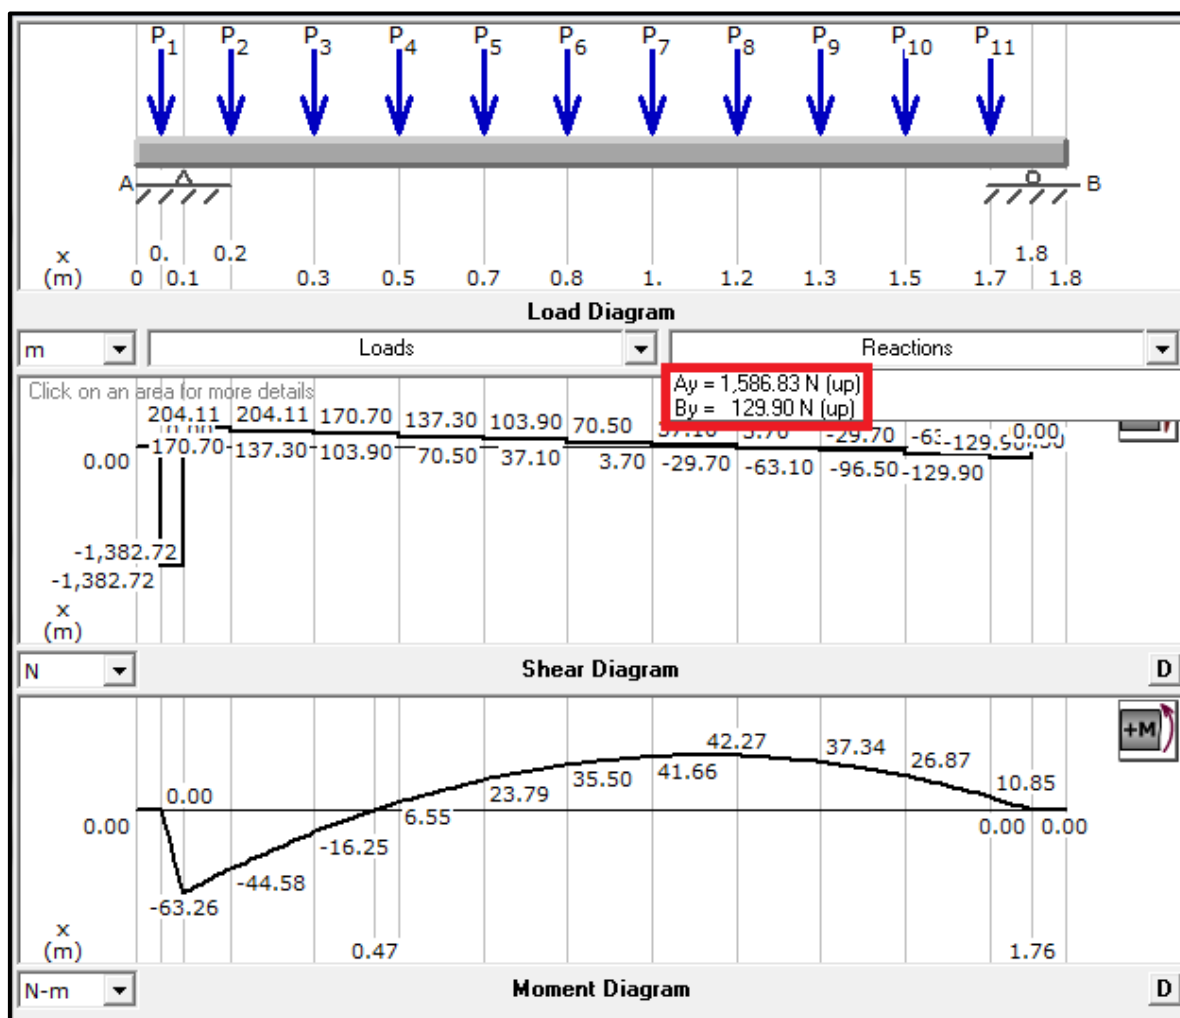 P1 P2 P3 P4 P5 P6 P7 P8 P9 P10 P11
A B
x 0. 0.2 1.8
(m) 0 0.1 0.3 0.5 0.7 0.8 1. 1.2 1.3 1.5 1.7 1.8
Load Diagram
m Loads Reactions
Click on an area for more details
Ay = 1,586.83 N (up)
By = 129.90 N (up)
204.11 204.11 170.70 137.30 103.90 70.50 37.10 3.70 -29.70 -129.90 0.00
0.00 170.70 137.30 103.90 70.50 37.10 3.70 -29.70 -63.10 -96.50 -129.90
-1,382.72
-1,382.72
x
(m)
N Shear Diagram D
+M
42.27 37.34 26.87
0.00 35.50 41.66 10.85
0.00 6.55 23.79 0.00 0.00
-16.25
-44.58
-63.26
x
(m) 0.47 1.76
N-m Moment Diagram D